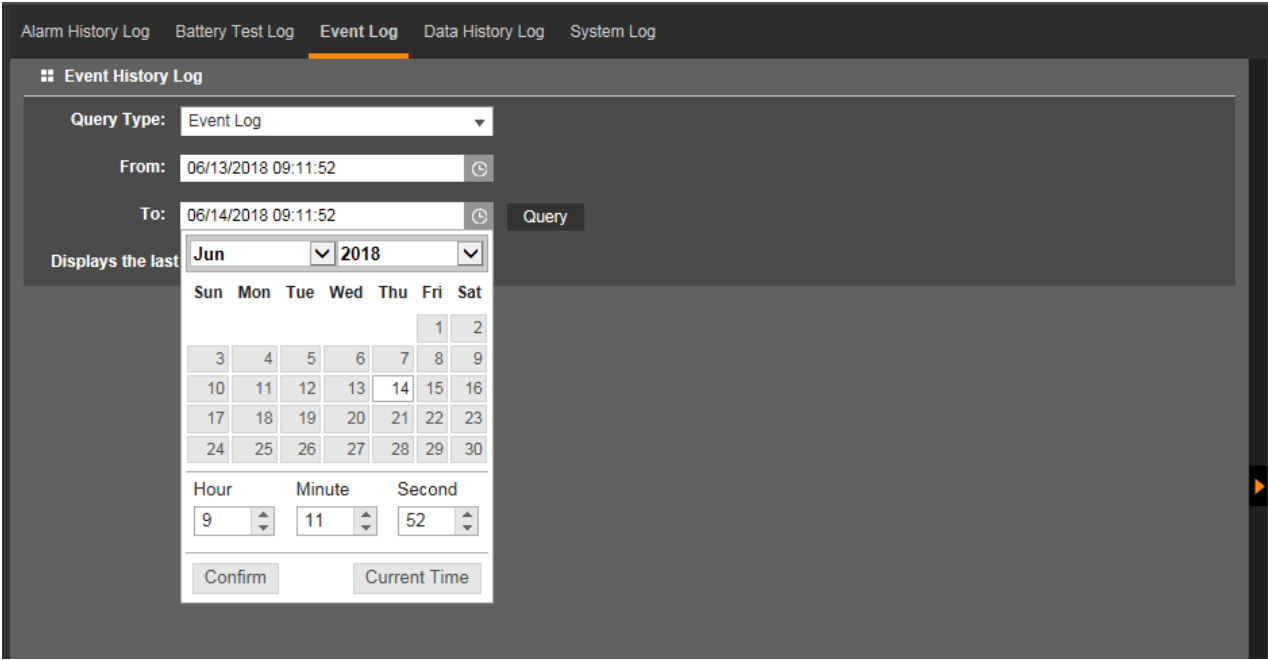 Alarm History Log Battery Test Log Event Log Data History Log System Log
Event History Log
Query Type: Event Log
From: 06/13/2018 09:11:52
To: 06/14/2018 09:11:52 Query
Displays the last
Jun 2018
Sun Mon Tue Wed Thu Fri Sat
1 2
3 4 5 6 7 8 9
10 11 12 13 14 15 16
17 18 19 20 21 22 23
24 25 26 27 28 29 30
Hour Minute Second
9 11 52
Confirm Current Time